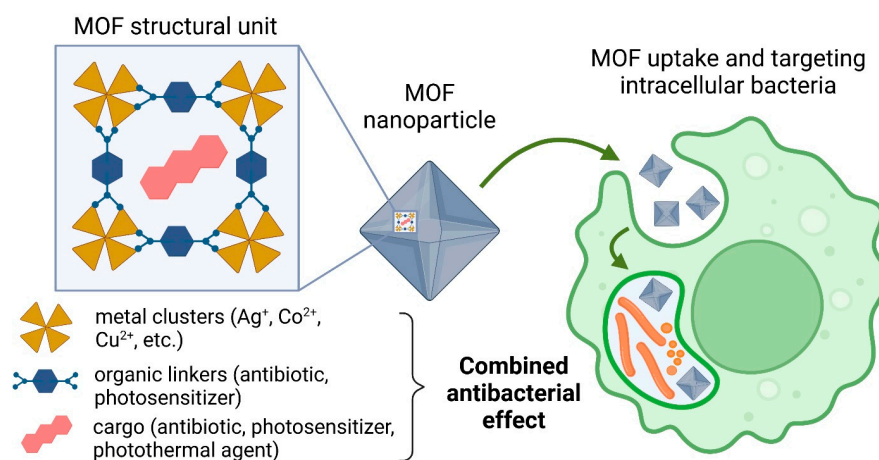 MOF structural unit
MOF
nanoparticle
MOF uptake and targeting
intracellular bacteria
metal clusters (Ag⁺, Co²⁺,
Cu²⁺, etc.)
organic linkers (antibiotic,
photosensitizer)
cargo (antibiotic, photosensitizer,
photothermal agent)
Combined
antibacterial
effect